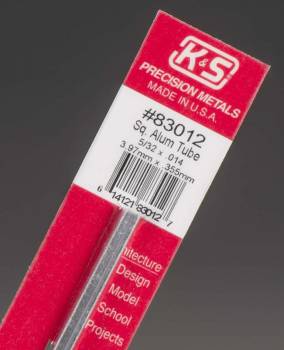 K&S
PRECISION METALS
MADE IN U.S.A.
#83012
Sq. Alum Tube
5/32 x .014
3.97mm x .355mm
6 14121 83012 7
hitecture
Design
Model
School
Projects